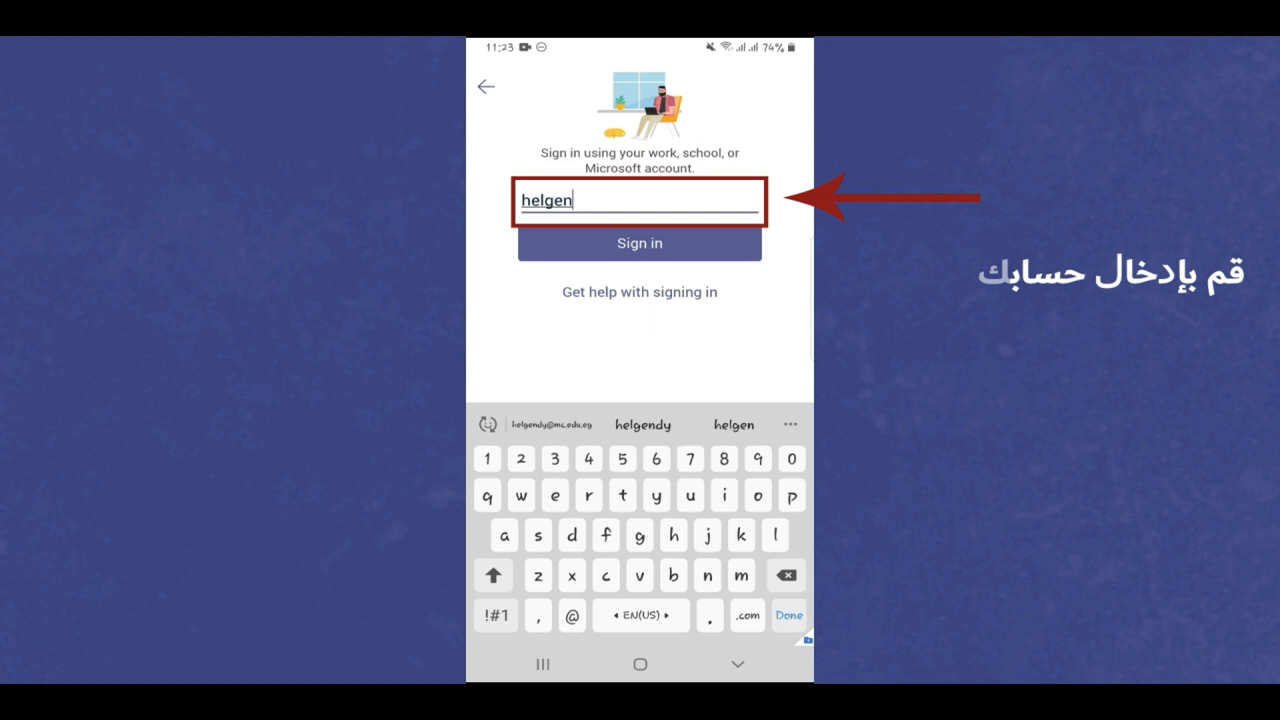 11:23 74%
Sign in using your work, school, or
Microsoft account.
helgen
Sign in
Get help with signing in
قم بإدخال حسابك
helgendy@mc.edu.eg helgendy helgen
1 2 3 4 5 6 7 8 9 0
q w e r t y u i o p
a s d f g h j k l
z x c v b n m
!#1 , @ EN(US) . .com Done